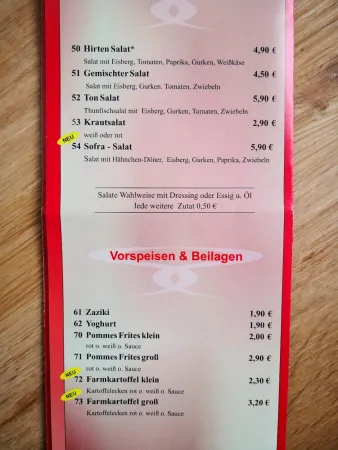 50 Hirten Salat* 4,90 €
Salat mit Eisberg, Tomaten, Paprika, Gurken, Weißkäse
51 Gemischter Salat 4,50 €
Salat mit Eisberg, Gurken. Tomaten, Zwiebeln
52 Ton Salat 5,90 €
Thunfischsalat mit Eisberg, Gurken, Tomaten, Zwiebeln
53 Krautsalat 2,90 €
NEU weiß oder rot
54 Sofra - Salat 5,90 €
Salat mit Hähnchen-Döner, Eisberg, Gurken, Paprika, Zwiebeln
Salate Wahlweise mit Dressing oder Essig u. Öl
Jede weitere Zutat 0,50 €
Vorspeisen & Beilagen
61 Zaziki 1,90 €
62 Yoghurt 1,90 €
70 Pommes Frites klein 2,00 €
rot o. weiß o. Sauce
71 Pommes Frites groß 2,90 €
NEU rot o. weiß o. Sauce
72 Farmkartoffel klein 2,30 €
NEU Kartoffelecken rot o. weiß o. Sauce
73 Farmkartoffel groß 3,20 €
Kartoffelecken rot o. weiß o. Sauce